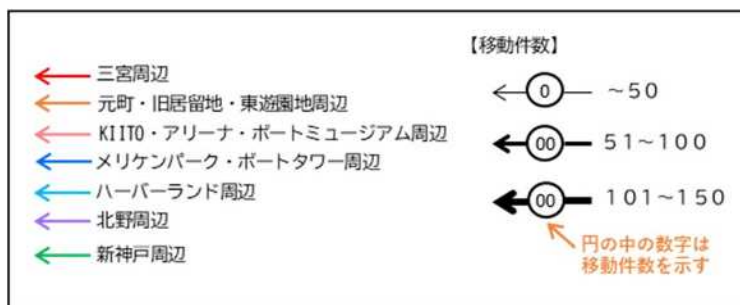 三宮周辺
元町・旧居留地・東遊園地周辺
KIITO・アリーナ・ポートミュージアム周辺
メリケンパーク・ポートタワー周辺
ハーバーランド周辺
北野周辺
新神戸周辺
【移動件数】
0 ～50
00 51～100
00 101～150
円の中の数字は
移動件数を示す